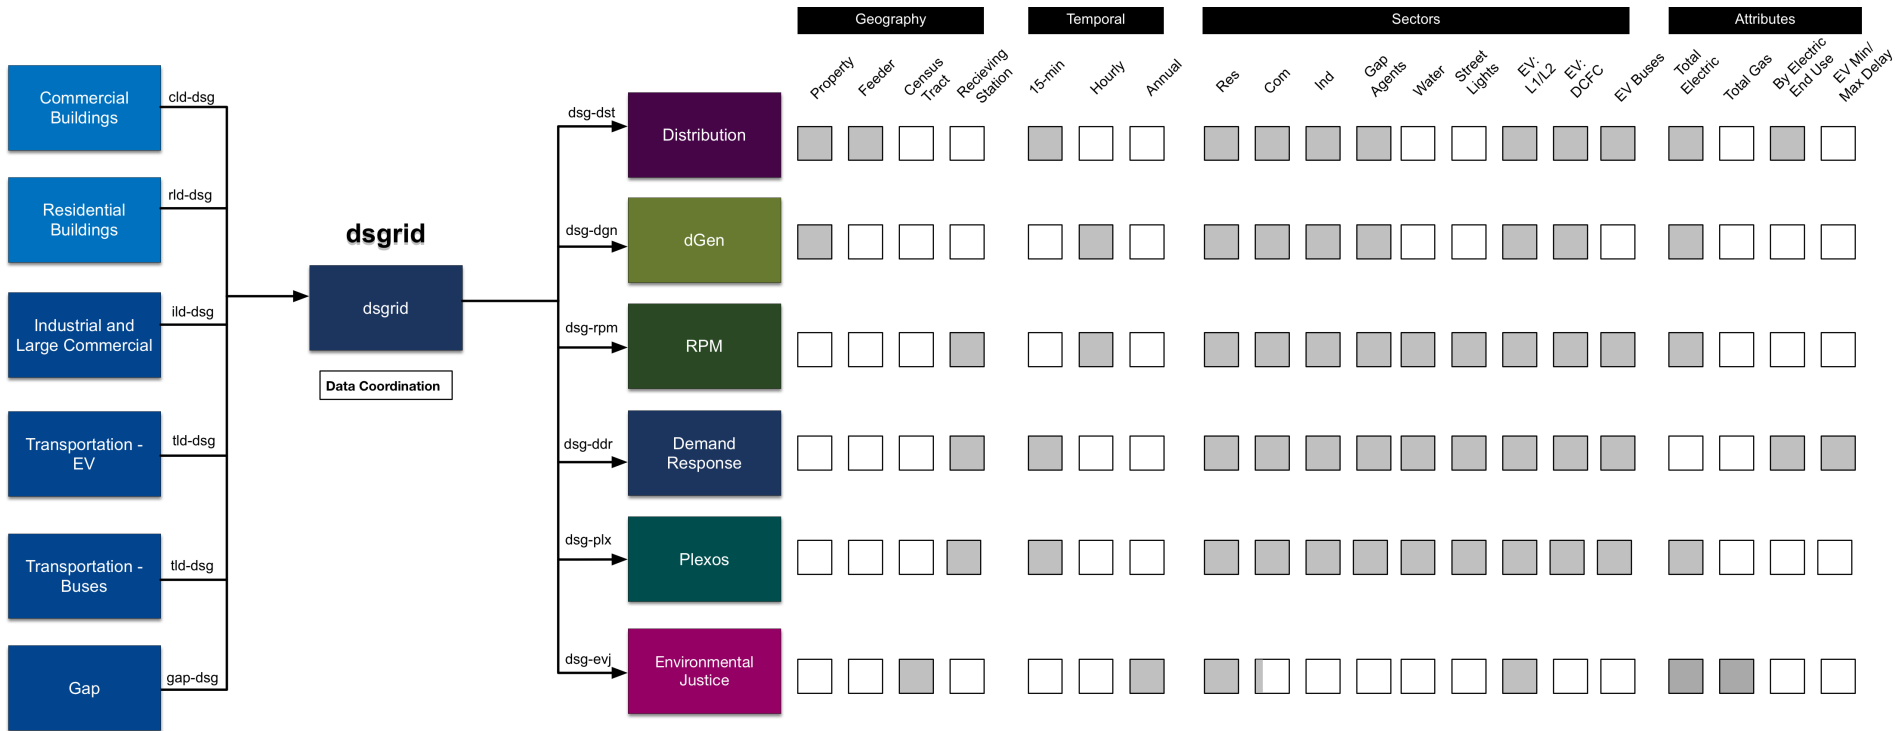 Geography
Temporal
Sectors
Attributes
Property
Feeder
Census
Tract
Recieving
Station
15-min
Hourly
Annual
Res
Com
Ind
Gap
Agents
Water
Street
Lights
EV:
L1/L2
EV:
DCFC
EV Buses
Total
Electric
Total Gas
By Electric
End Use
EV Min/
Max Delay
Commercial
Buildings
cld-dsg
Residential
Buildings
rld-dsg
Industrial and
Large Commercial
ild-dsg
Transportation -
EV
tld-dsg
Transportation -
Buses
tld-dsg
Gap
gap-dsg
dsgrid
dsgrid
Data Coordination
dsg-dst
Distribution
dsg-dgn
dGen
dsg-rpm
RPM
dsg-ddr
Demand
Response
dsg-plx
Plexos
dsg-evj
Environmental
Justice